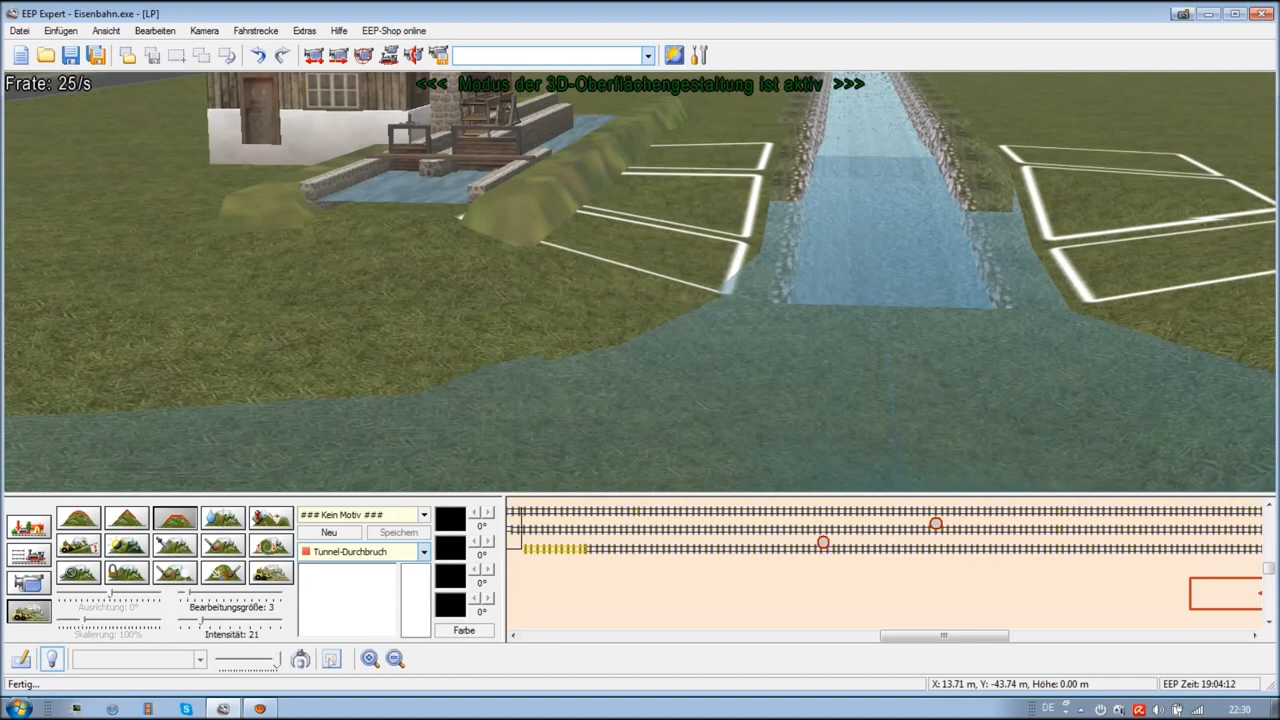 EEP Expert - Eisenbahn.exe - [LP]
Datei Einfügen Ansicht Bearbeiten Kamera Fahrstrecke Extras Hilfe EEP-Shop online
Frate: 25/s
<<< Modus der 3D-Oberflächengestaltung ist aktiv >>>
### Kein Motiv ###
0°
Neu Speichern
Tunnel-Durchbruch
0°
0°
Ausrichtung: 0° Bearbeitungsgröße: 3
0°
Skalierung: 100% Intensität: 21 Farbe
Fertig... X: 13.71 m, Y: -43.74 m, Höhe: 0.00 m EEP Zeit: 19:04:12
DE 22:30